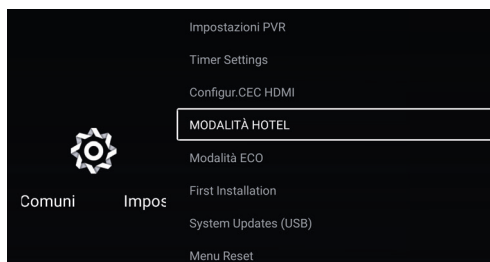 Impostazioni PVR
Timer Settings
Configur.CEC HDMI
MODALITÀ HOTEL
Modalità ECO
First Installation
System Updates (USB)
Menu Reset
Comuni
Impos